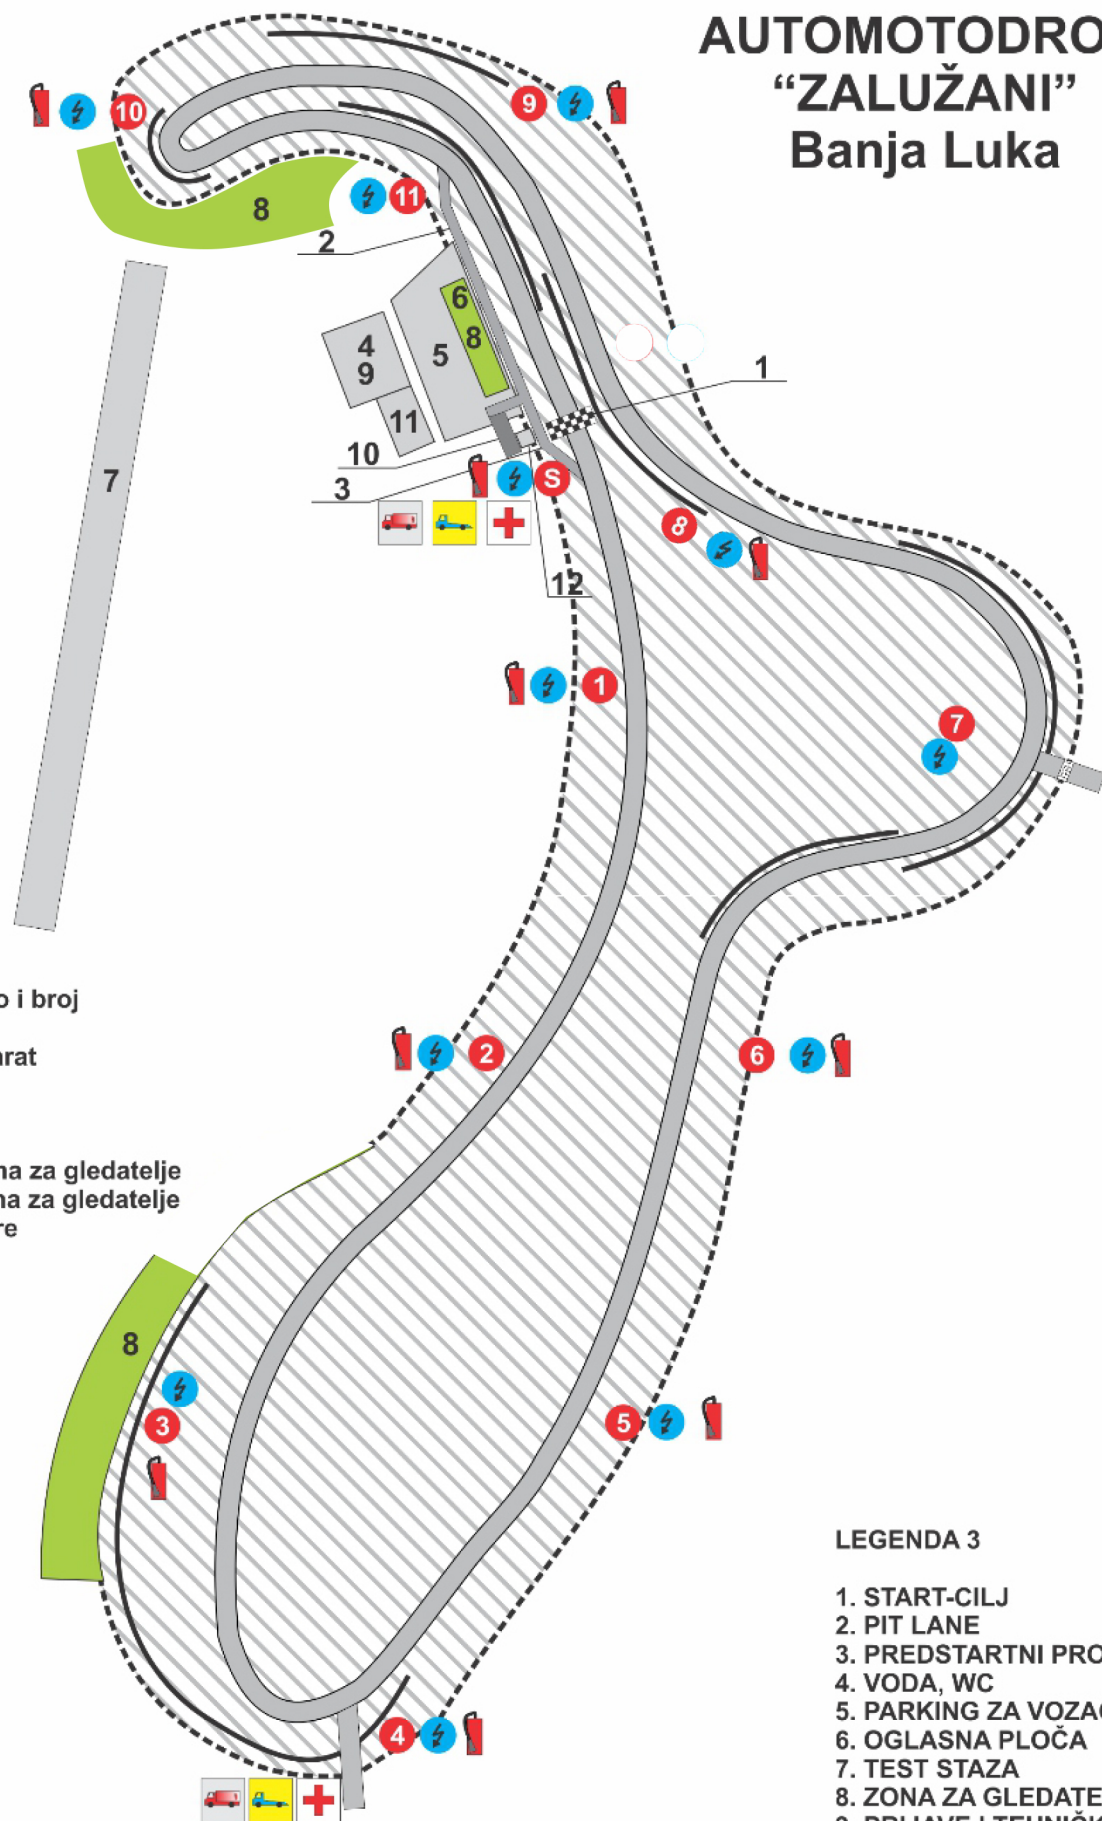 AUTOMOTODRO
“ZALUŽANI”
Banja Luka
10
9
11
8
2
6
8
5
4
9
11
1
10
3
S
7
8
12
1
7
o i broj
arat
2
6
na za gledatelje
na za gledatelje
re
8
3
5
4
LEGENDA 3
1. START-CILJ
2. PIT LANE
3. PREDSTARTNI PRO
4. VODA, WC
5. PARKING ZA VOZAČ
6. OGLASNA PLOČA
7. TEST STAZA
8. ZONA ZA GLEDATE